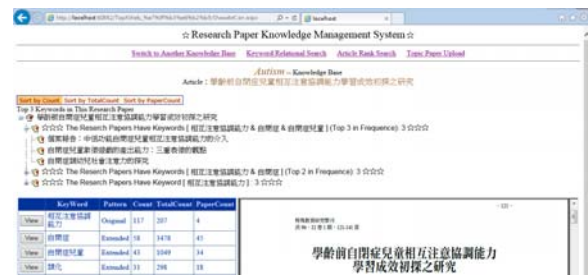 ☆Research Paper Knowledge Management System☆
Switch to Another Knowledge Base Keyword Relational Search Article Rank Search Topic Paper Upload
Autism -- Knowledge Base
Article：學齡前自閉症兒童相互注意協調能力學習成效初探之研究
Sort by Count Sort by TotalCount Sort by PaperCount
Top 3 Keywords in This Research Paper
學齡前自閉症兒童相互注意協調能力學習成效初探之研究
☆☆☆ The Reserch Papers Have Keywords [ 相互注意協調能力 & 自閉症 & 自閉症兒童 ] (Top 3 in Frequence) 3 ☆☆☆
個案報告：中低功能自閉症兒童相互注意協調能力的介入
自閉症兒童象徵遊戲的產出能力：三重表徵的觀點
自閉症類幼兒社會注意力的探究
☆☆☆ The Reserch Papers Have Keywords [ 相互注意協調能力 & 自閉症 ] (Top 2 in Frequence) 3 ☆☆☆
☆☆☆ The Reserch Papers Have Keyword [ 相互注意協調能力 ] 3 ☆☆☆
KeyWord Pattern Count TotalCount PaperCount
View 相互注意協調能力 Original 117 207 4
View 自閉症 Extended 58 3478 45
View 自閉症兒童 Extended 43 1049 34
View 類化 Extended 31 298 18
學齡前自閉症兒童相互注意協調能力
學習成效初探之研究